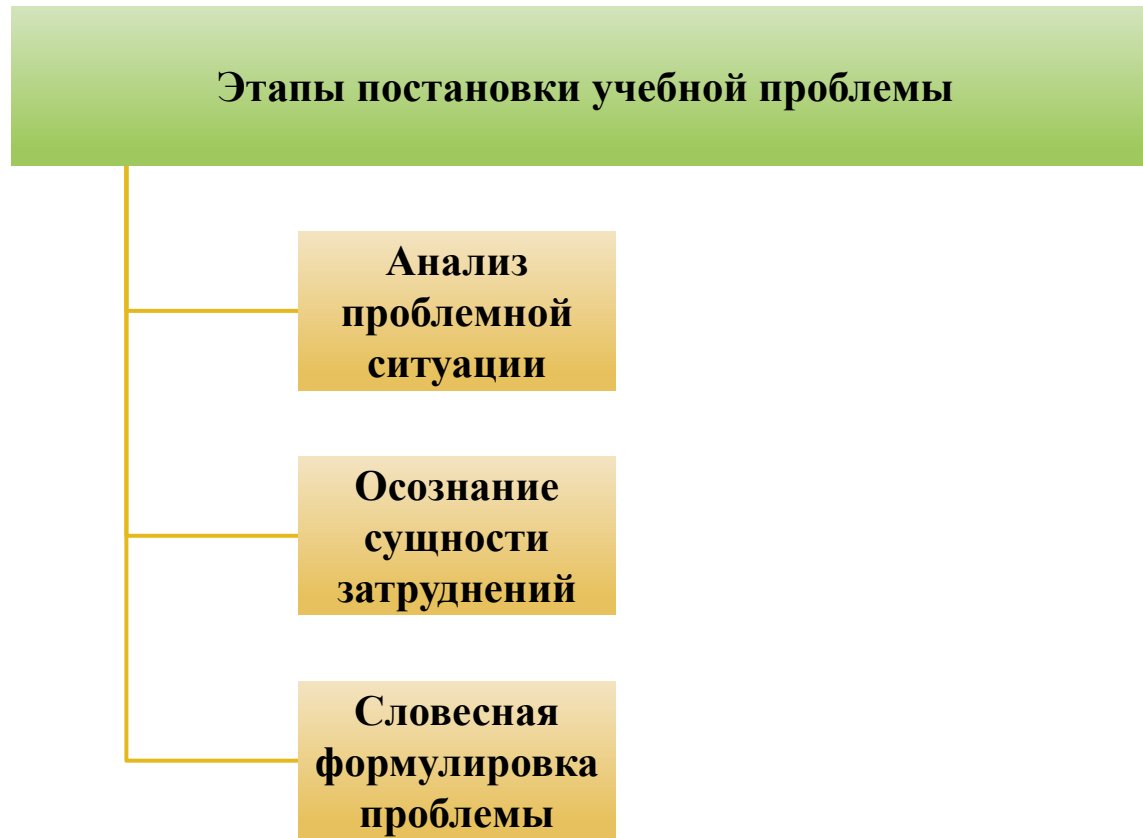 Этапы постановки учебной проблемы
Анализ
проблемной
ситуации
Осознание
сущности
затруднений
Словесная
формулировка
проблемы